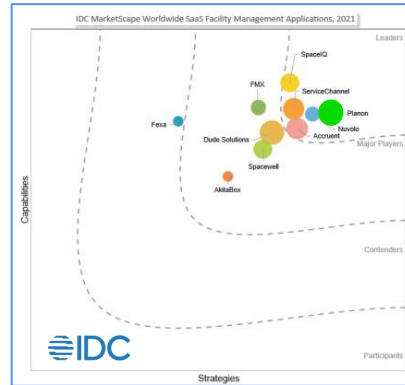 IDC MarketScape Worldwide SaaS Facility Management Applications, 2021
Leaders
SpaceIQ
FMX
ServiceChannel
Planon
Fexa
Nuvolo
Dude Solutions
Accruent
Major Players
Spacewell
AkitaBox
Capabilities
Contenders
IDC
Participants
Strategies